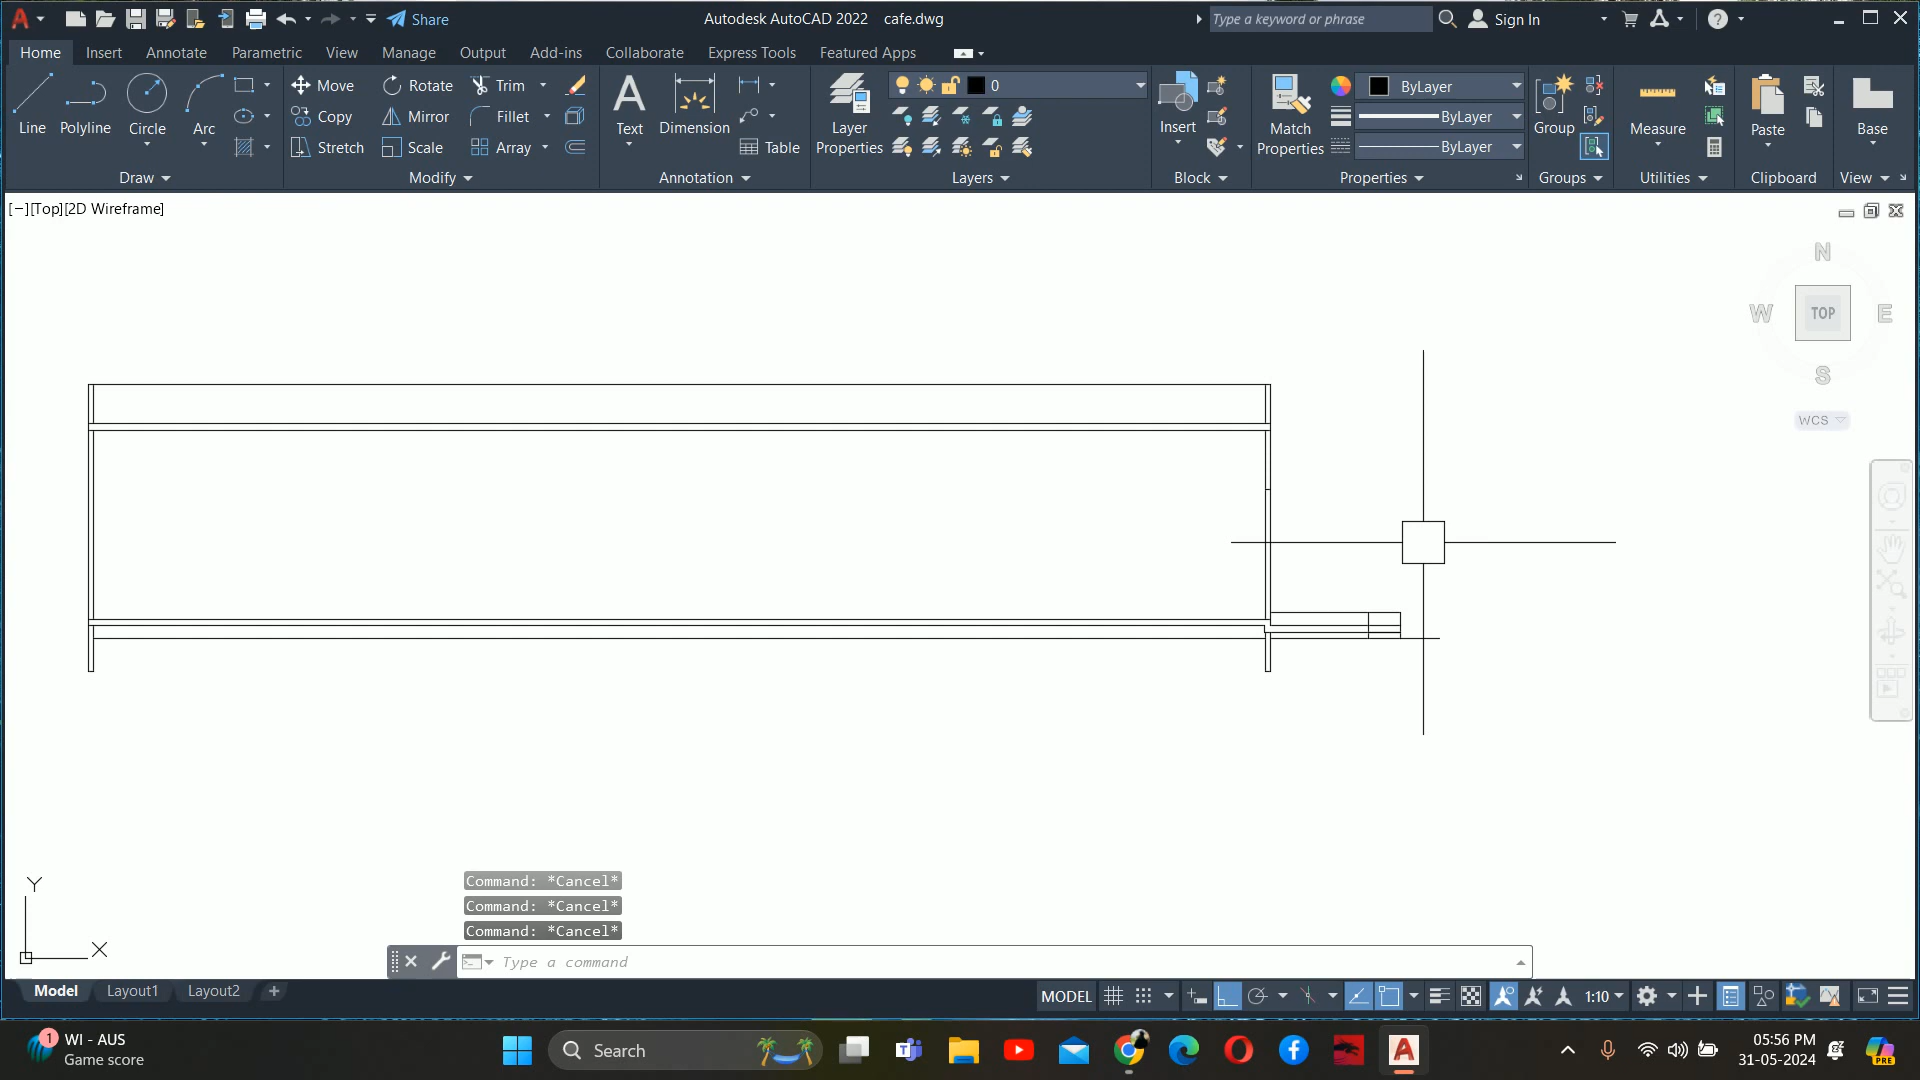 Share
Autodesk AutoCAD 2022 cafe.dwg
Type a keyword or phrase
Sign In
Home Insert Annotate Parametric View Manage Output Add-ins Collaborate Express Tools Featured Apps
Line
Polyline
Circle
Arc
Draw
Move Rotate Trim
Copy Mirror Fillet
Stretch Scale Array
Modify
Text
Dimension
Table
Annotation
Layer
Properties
0
Layers
Insert
Block
Match
Properties
ByLayer
ByLayer
ByLayer
Properties
Group
Groups
Measure
Utilities
Paste
Clipboard
Base
View
[−][Top][2D Wireframe]
N
W TOP E
S
WCS
Y
X
Command: *Cancel*
Command: *Cancel*
Command: *Cancel*
Type a command
Model Layout1 Layout2
MODEL 1:10
1 WI - AUS
Game score
Search
05:56 PM
31-05-2024
PRE